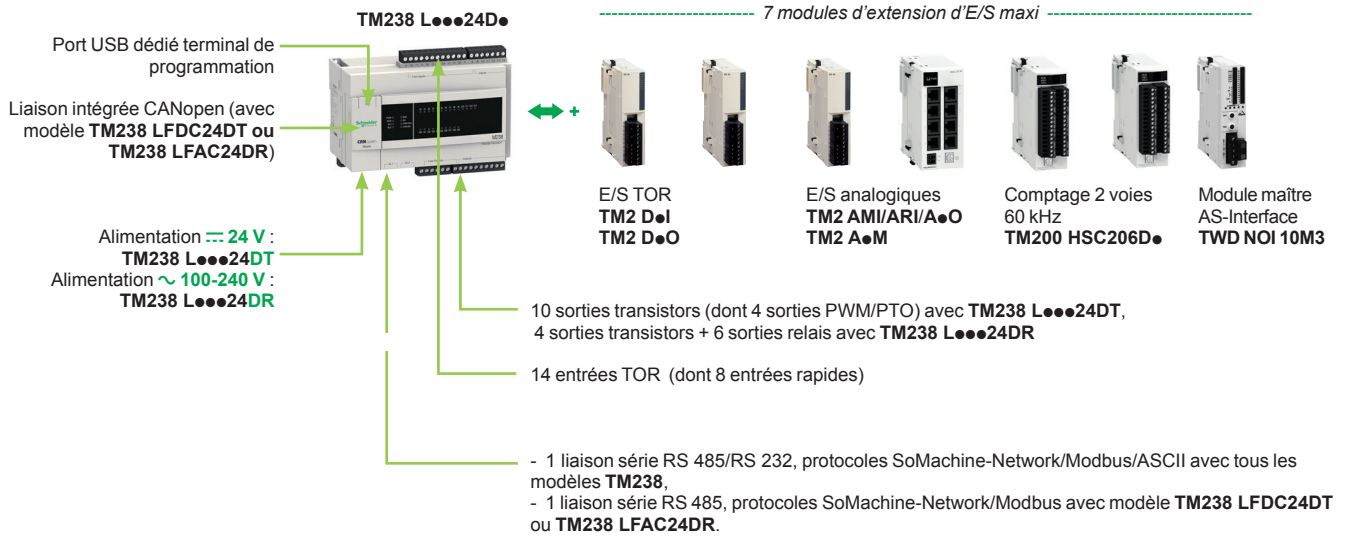 TM238 L●●●24D●
7 modules d'extension d'E/S maxi
Port USB dédié terminal de
programmation
Liaison intégrée CANopen (avec
modèle TM238 LFDC24DT ou
TM238 LFAC24DR)
+
Schneider
CANopen
E/S TOR
TM2 D●I
TM2 D●O
E/S analogiques
TM2 AMI/ARI/A●O
TM2 A●M
Comptage 2 voies
60 kHz
TM200 HSC206D●
Module maître
AS-Interface
TWD NOI 10M3
Alimentation ⎓ 24 V :
TM238 L●●●24DT
Alimentation ~ 100-240 V :
TM238 L●●●24DR
10 sorties transistors (dont 4 sorties PWM/PTO) avec TM238 L●●●24DT,
4 sorties transistors + 6 sorties relais avec TM238 L●●●24DR
14 entrées TOR (dont 8 entrées rapides)
- 1 liaison série RS 485/RS 232, protocoles SoMachine-Network/Modbus/ASCII avec tous les
modèles TM238,
- 1 liaison série RS 485, protocoles SoMachine-Network/Modbus avec modèle TM238 LFDC24DT
ou TM238 LFAC24DR.